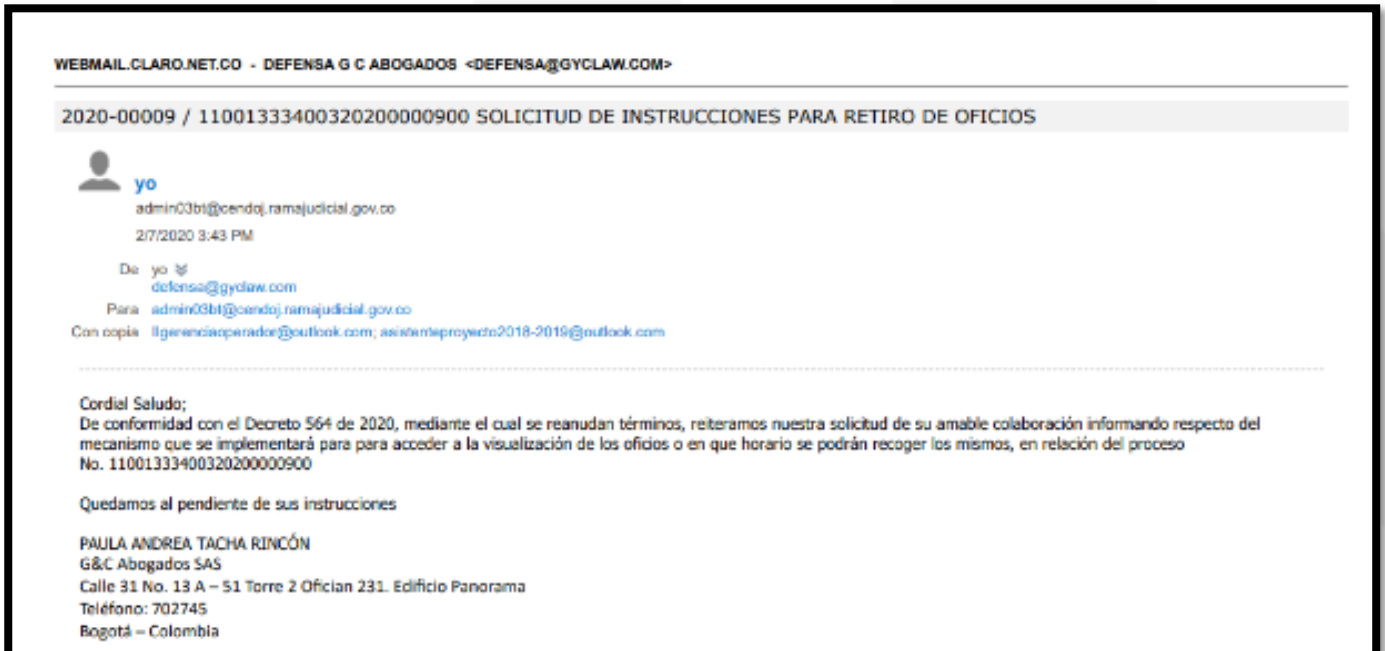 WEBMAIL.CLARO.NET.CO - DEFENSA G C ABOGADOS <DEFENSA@GYCLAW.COM>
2020-00009 / 11001333400320200000900 SOLICITUD DE INSTRUCCIONES PARA RETIRO DE OFICIOS
yo
admin03bt@cendoj.ramajudicial.gov.co
2/7/2020 3:43 PM
De yo
defensa@gyclaw.com
Para admin03bt@cendoj.ramajudicial.gov.co
Con copia llgerenciaoperador@outlook.com; asistenteproyecto2018-2019@outlook.com
Cordial Saludo;
De conformidad con el Decreto 564 de 2020, mediante el cual se reanudan términos, reiteramos nuestra solicitud de su amable colaboración informando respecto del
mecanismo que se implementará para para acceder a la visualización de los oficios o en que horario se podrán recoger los mismos, en relación del proceso
No. 11001333400320200000900
Quedamos al pendiente de sus instrucciones
PAULA ANDREA TACHA RINCÓN
G&C Abogados SAS
Calle 31 No. 13 A – 51 Torre 2 Ofician 231. Edificio Panorama
Teléfono: 702745
Bogotá – Colombia